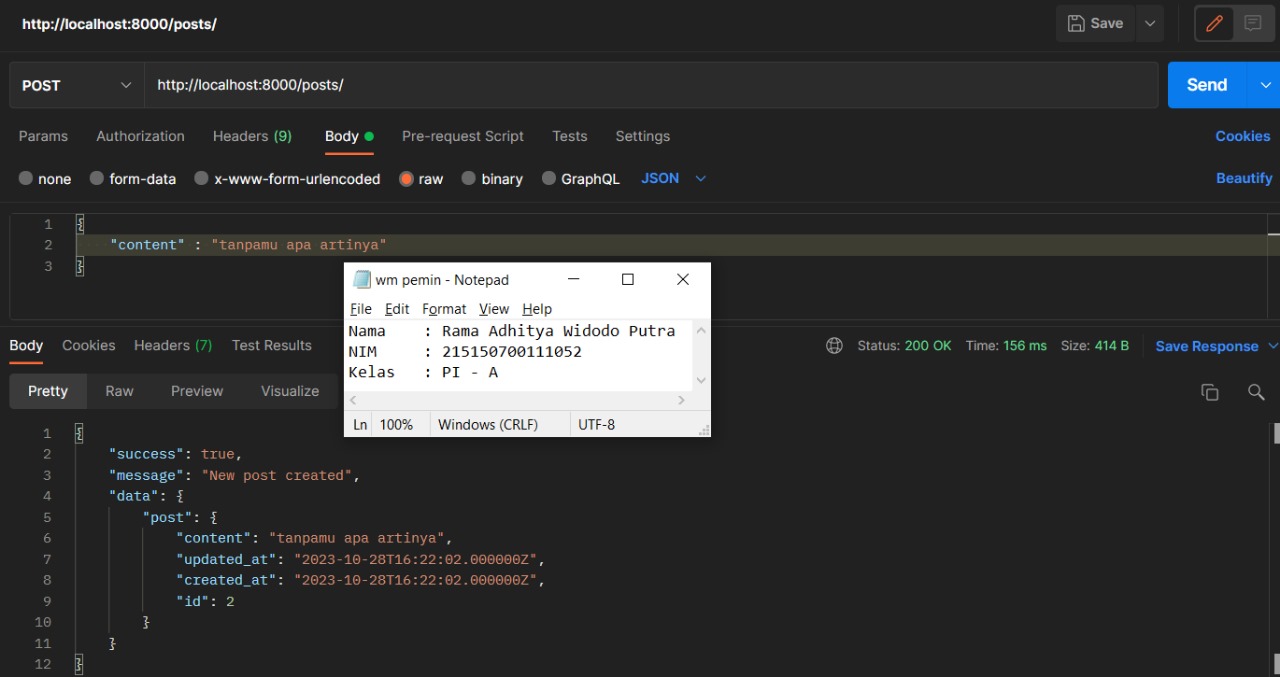 http://localhost:8000/posts/
Save
POST
http://localhost:8000/posts/
Send
Params Authorization Headers (9) Body Pre-request Script Tests Settings Cookies
none form-data x-www-form-urlencoded raw binary GraphQL JSON Beautify
1 {
2 "content" : "tanpamu apa artinya"
3 }
wm pemin - Notepad
File Edit Format View Help
Nama : Rama Adhitya Widodo Putra
NIM : 215150700111052
Kelas : PI - A
Ln 100% Windows (CRLF) UTF-8
Body Cookies Headers (7) Test Results Status: 200 OK Time: 156 ms Size: 414 B Save Response
Pretty Raw Preview Visualize
1 {
2 "success": true,
3 "message": "New post created",
4 "data": {
5 "post": {
6 "content": "tanpamu apa artinya",
7 "updated_at": "2023-10-28T16:22:02.000000Z",
8 "created_at": "2023-10-28T16:22:02.000000Z",
9 "id": 2
10 }
11 }
12 }